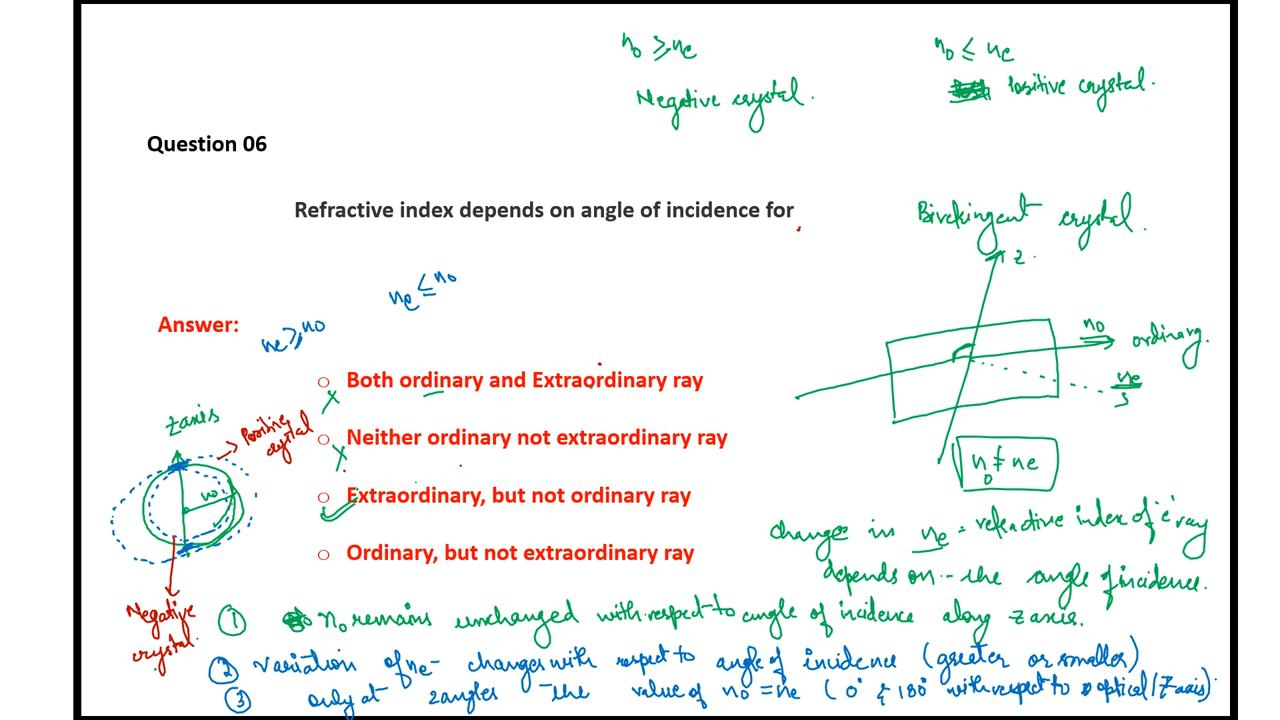 n₀ ≥ nₑ
n₀ ≤ nₑ
Negative crystal.
Positive crystal.
Question 06
Refractive index depends on angle of incidence for
Birefringent crystal.
z.
nₑ ≤ n₀
Answer:
nₑ ≥ n₀
n₀ ordinary.
Both ordinary and Extraordinary ray
nₑ
z axis
Positive
crystal
Neither ordinary not extraordinary ray
n₀ ≠ nₑ
n₀
Extraordinary, but not ordinary ray
change in nₑ = refractive index of 'e' ray
depends on the angle of incidence.
Ordinary, but not extraordinary ray
Negative
crystal.
① n₀ remains unchanged with respect to angle of incidence along z axis.
② Variation of nₑ - changes with respect to angle of incidence (greater or smaller)
③ only at 2 angles the value of n₀ = nₑ (0° & 180° with respect to optical/Z axis).